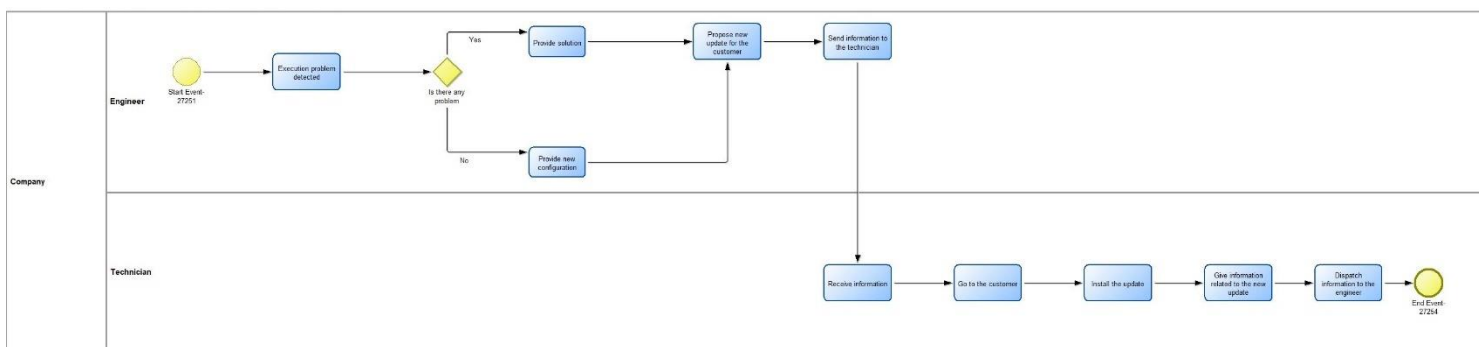 Company
Engineer
Start Event-
27251
Execution problem
detected
Is there any
problem
Yes
No
Provide solution
Provide new
configuration
Propose new
update for the
customer
Send information to
the technician
Technician
Receive information
Go to the customer
Install the update
Give information
related to the new
update
Dispatch
information to the
engineer
End Event-
27254